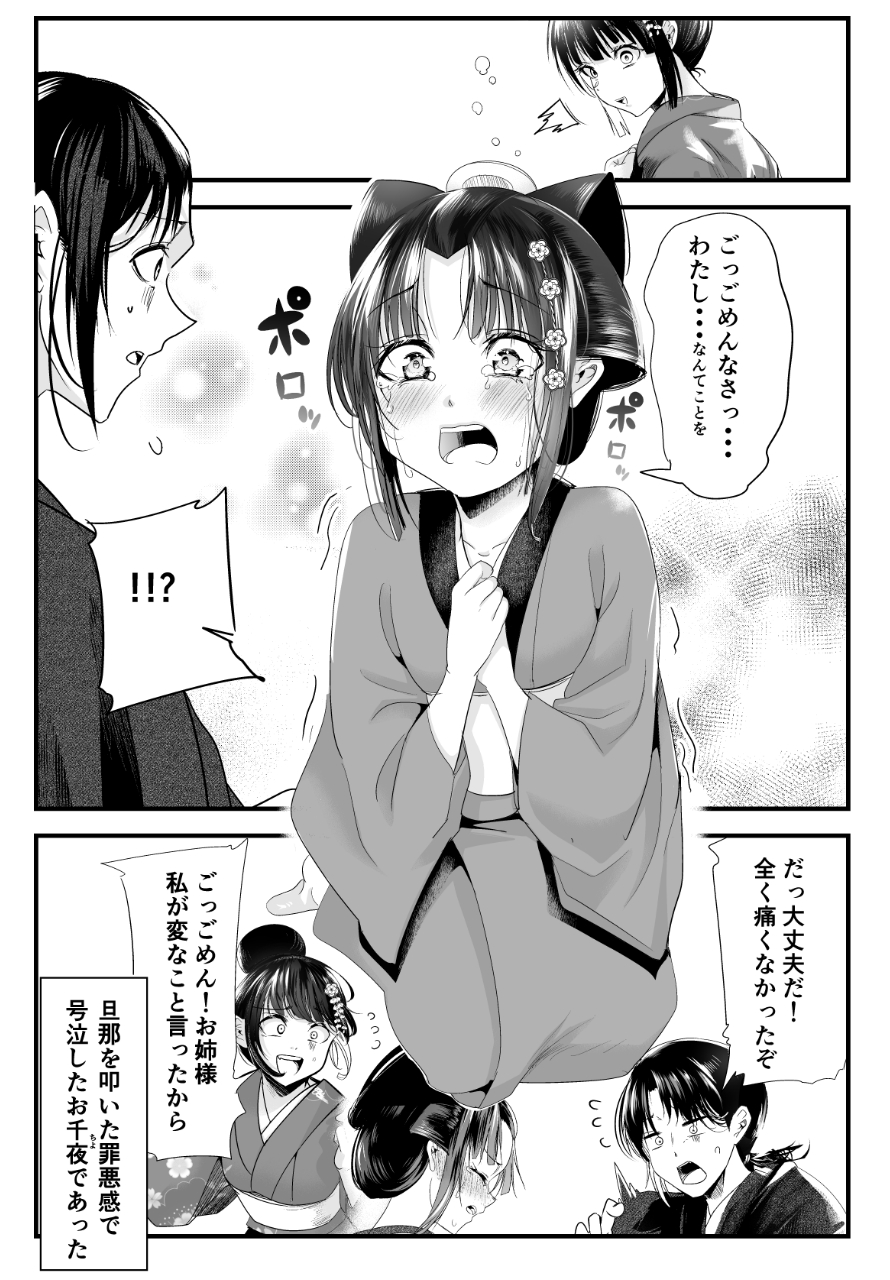 ごっごめんなさっ・・・
わたし・・・なんてことを
ポロッ
ポロッ
!!?
だっ大丈夫だ！
全く痛くなかったぞ
ごっごめん！お姉様
私が変なこと言ったから
旦那を叩いた罪悪感で
号泣したお千夜であった
ちよ